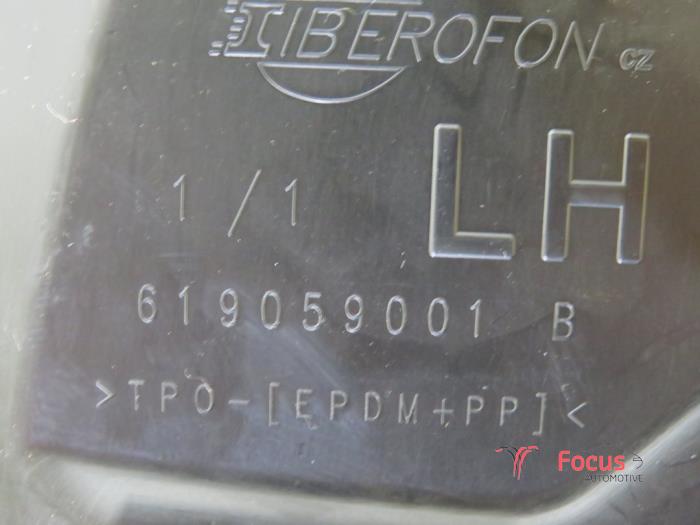 IBEROFON CZ
1/1 LH
619059001 B
>TPO-[EPDM+PP]<
Focus
AUTOMOTIVE